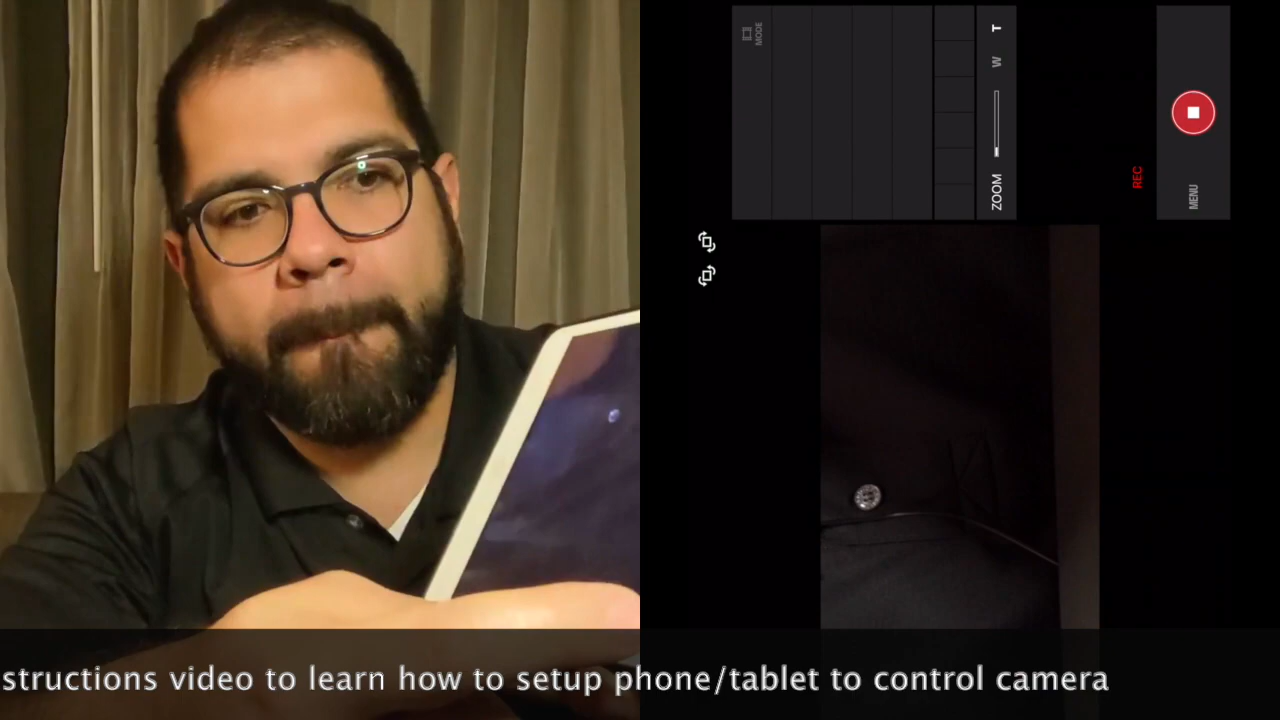 MODE
ZOOM W T
REC
MENU
structions video to learn how to setup phone/tablet to control camera